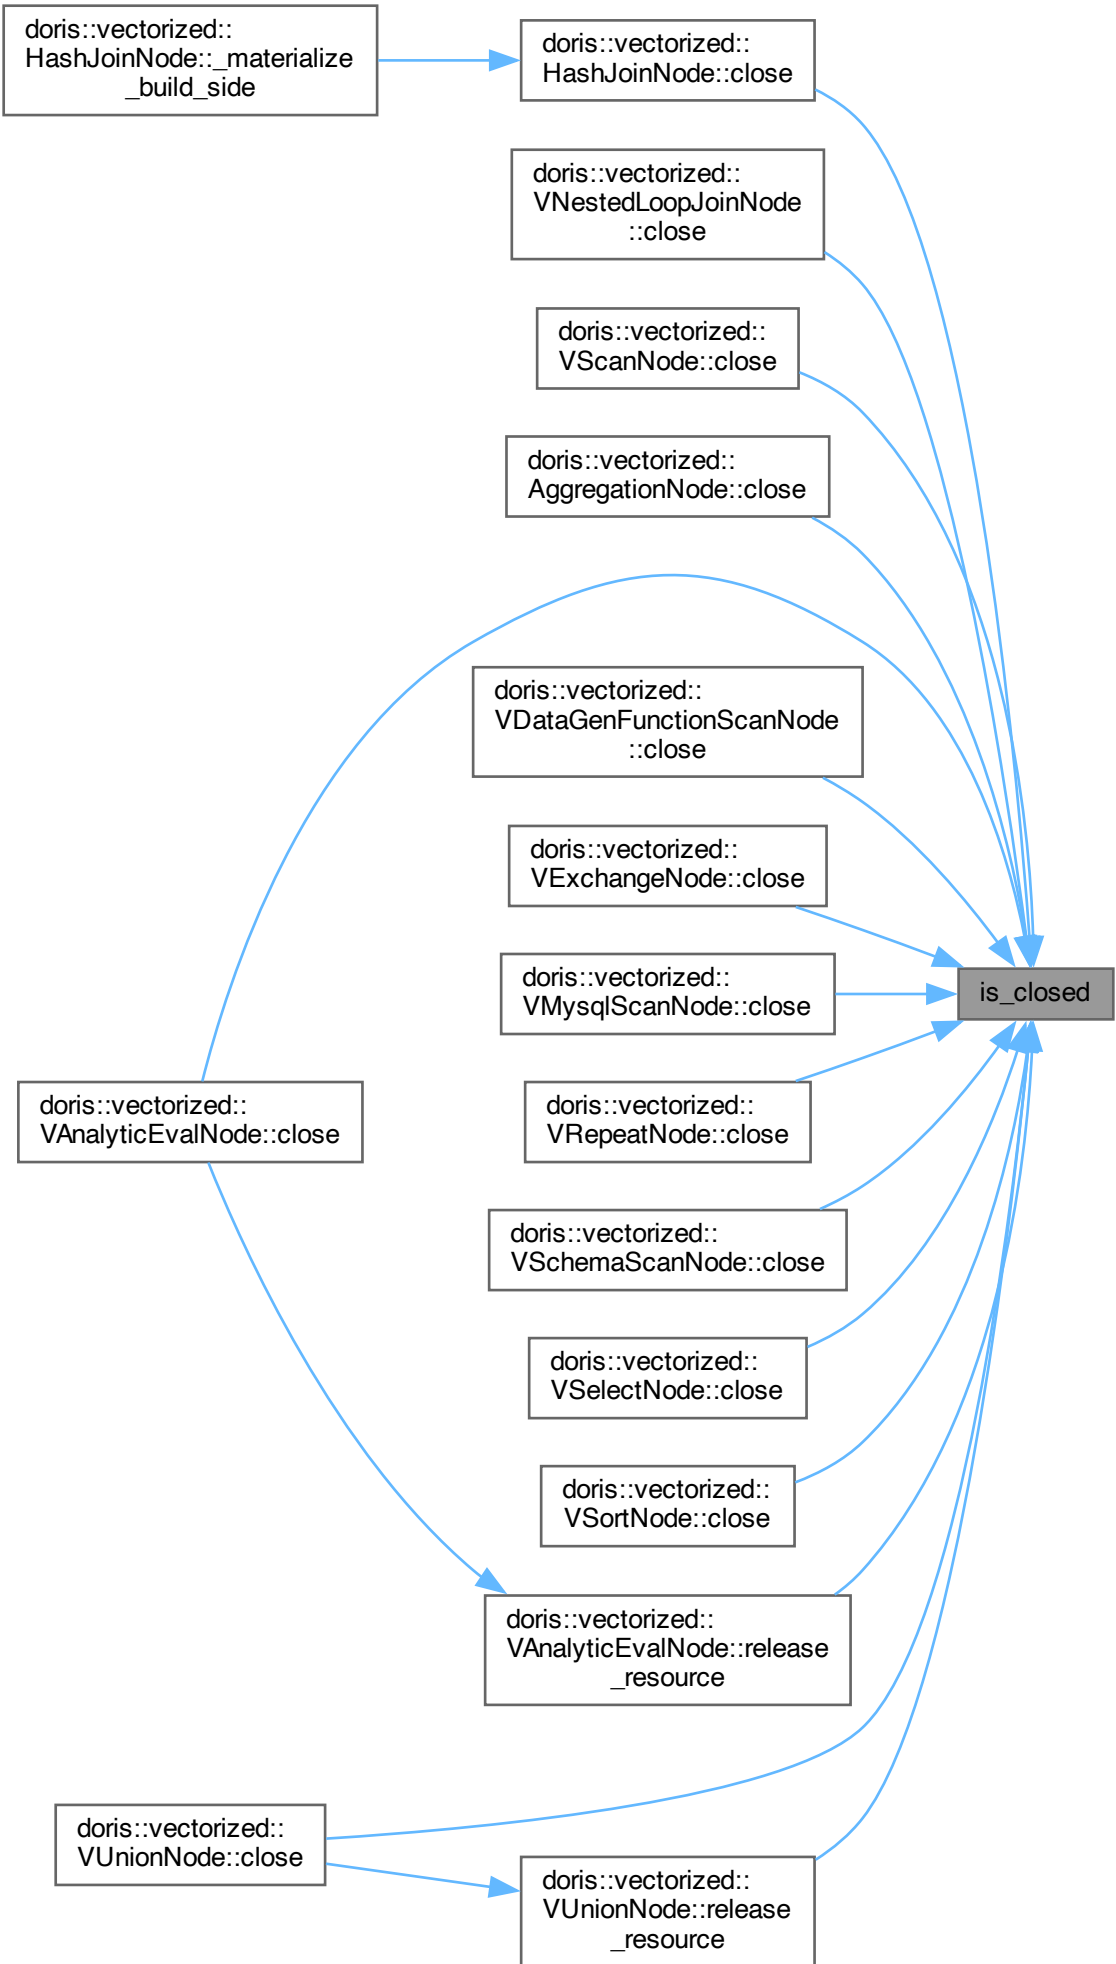 doris::vectorized::
HashJoinNode::_materialize
_build_side
doris::vectorized::
HashJoinNode::close
doris::vectorized::
VNestedLoopJoinNode
::close
doris::vectorized::
VScanNode::close
doris::vectorized::
AggregationNode::close
doris::vectorized::
VDataGenFunctionScanNode
::close
doris::vectorized::
VExchangeNode::close
doris::vectorized::
VMysqlScanNode::close
is_closed
doris::vectorized::
VAnalyticEvalNode::close
doris::vectorized::
VRepeatNode::close
doris::vectorized::
VSchemaScanNode::close
doris::vectorized::
VSelectNode::close
doris::vectorized::
VSortNode::close
doris::vectorized::
VAnalyticEvalNode::release
_resource
doris::vectorized::
VUnionNode::close
doris::vectorized::
VUnionNode::release
_resource